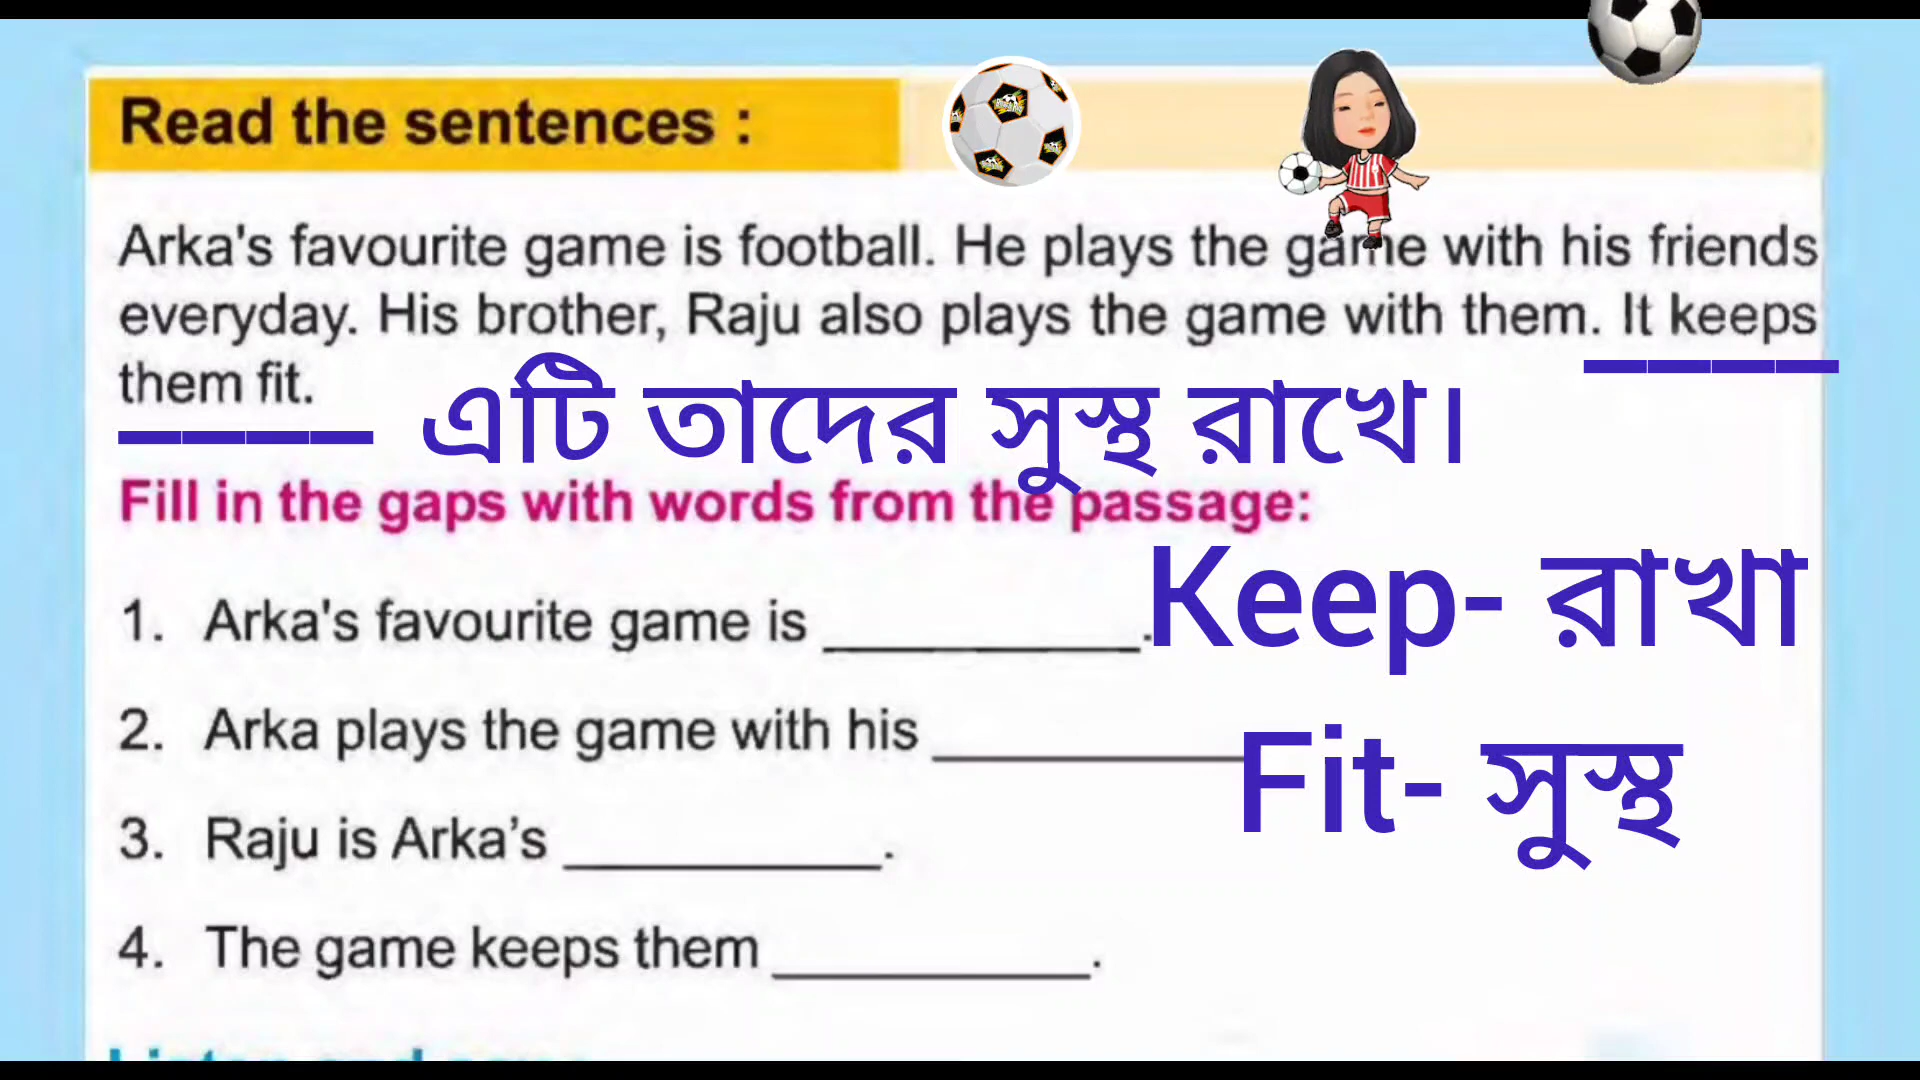 Read the sentences :
Arka's favourite game is football. He plays the game with his friends
everyday. His brother, Raju also plays the game with them. It keeps
them fit.
এটি তাদের সুস্থ রাখে।
Fill in the gaps with words from the passage:
1. Arka's favourite game is ____________.
Keep- রাখা
2. Arka plays the game with his ____________
Fit- সুস্থ
3. Raju is Arka’s ____________.
4. The game keeps them ____________.